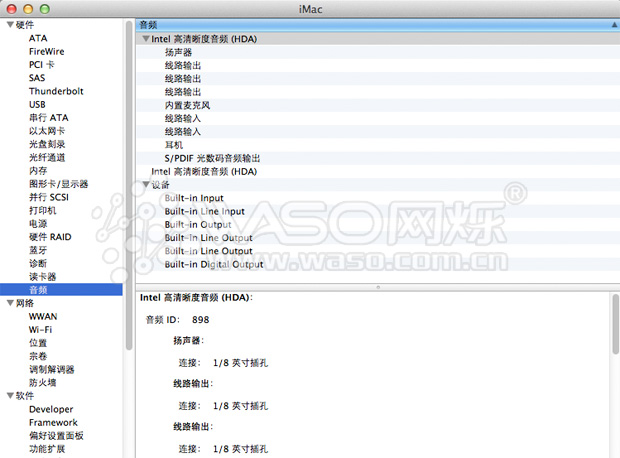 iMac
硬件
ATA
FireWire
PCI 卡
SAS
Thunderbolt
USB
串行 ATA
以太网卡
光盘刻录
光纤通道
内存
图形卡/显示器
并行 SCSI
打印机
电源
硬件 RAID
蓝牙
诊断
读卡器
音频
网络
WWAN
Wi-Fi
位置
宗卷
调制解调器
防火墙
软件
Developer
Framework
偏好设置面板
功能扩展
音频
Intel 高清晰度音频 (HDA)
扬声器
线路输出
线路输出
线路输出
内置麦克风
线路输入
线路输入
耳机
S/PDIF 光数码音频输出
Intel 高清晰度音频 (HDA)
设备
Built-in Input
Built-in Line Input
Built-in Output
Built-in Line Output
Built-in Line Output
Built-in Digital Output
Intel 高清晰度音频 (HDA):
音频 ID: 898
扬声器:
连接: 1/8 英寸插孔
线路输出:
连接: 1/8 英寸插孔
线路输出:
连接: 1/8 英寸插孔
WASO网烁®
www.waso.com.cn